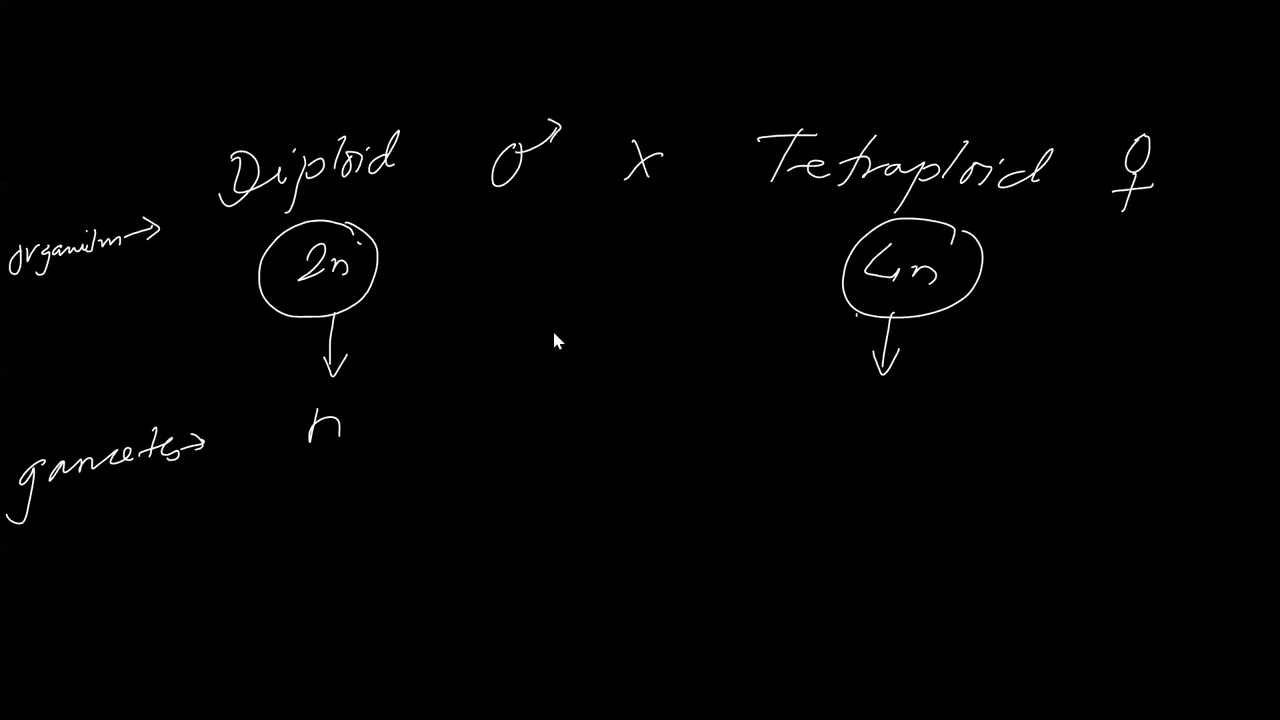 Diploid ♂ x Tetraploid ♀
organism →
2n 4n
gametes → n